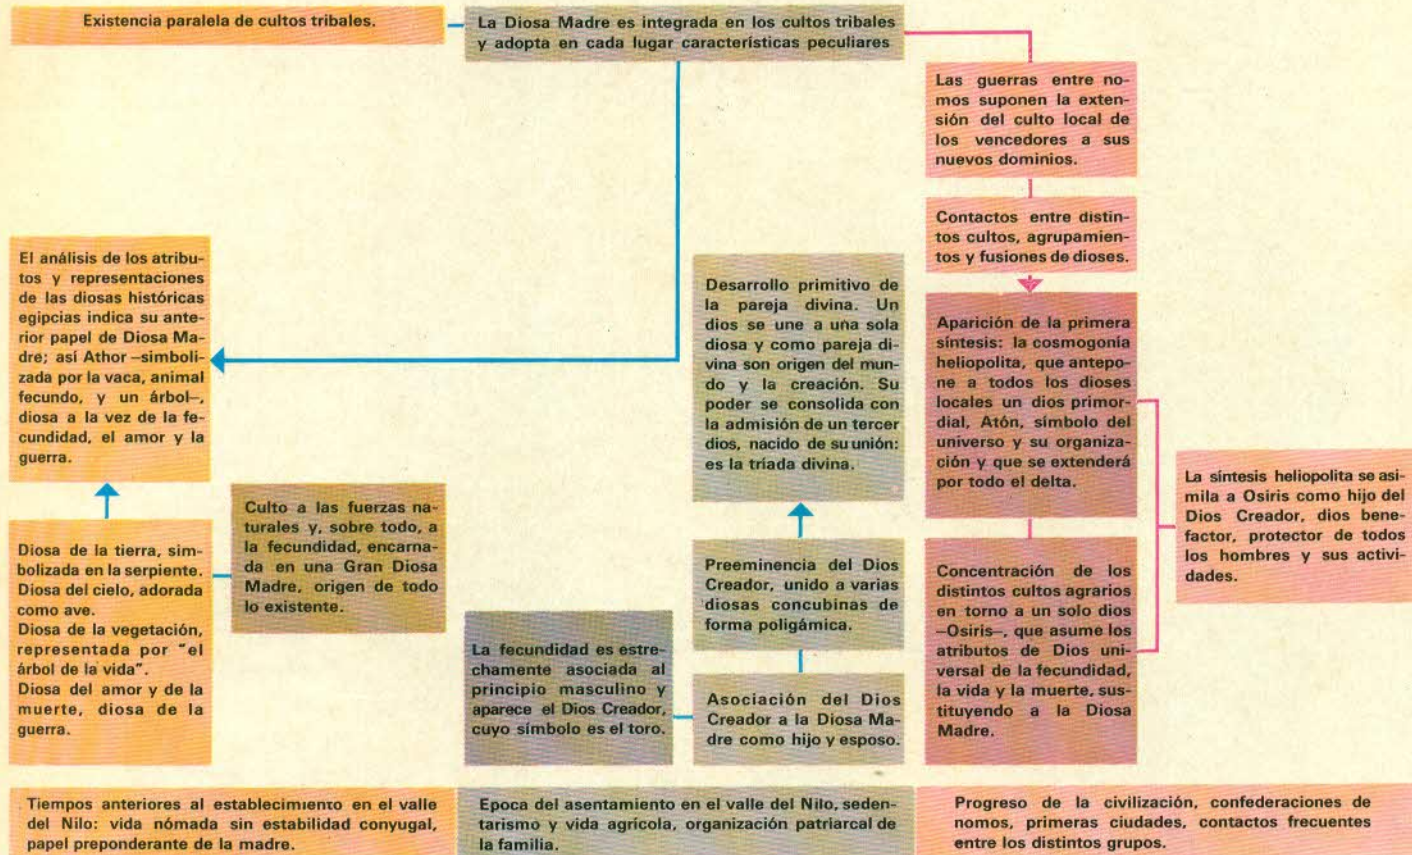 Existencia paralela de cultos tribales.
La Diosa Madre es integrada en los cultos tribales
y adopta en cada lugar características peculiares
Las guerras entre no-
mos suponen la exten-
sión del culto local de
los vencedores a sus
nuevos dominios.
Contactos entre distin-
tos cultos, agrupamien-
tos y fusiones de dioses.
El análisis de los atribu-
tos y representaciones
de las diosas históricas
egipcias indica su ante-
rior papel de Diosa Ma-
dre; así Athor –simboli-
zada por la vaca, animal
fecundo, y un árbol–,
diosa a la vez de la fe-
cundidad, el amor y la
guerra.
Desarrollo primitivo de
la pareja divina. Un
dios se une a una sola
diosa y como pareja di-
vina son origen del mun-
do y la creación. Su
poder se consolida con
la admisión de un tercer
dios, nacido de su unión:
es la tríada divina.
Aparición de la primera
síntesis: la cosmogonía
heliopolita, que antepo-
ne a todos los dioses
locales un dios primor-
dial, Atón, símbolo del
universo y su organiza-
ción y que se extenderá
por todo el delta.
La síntesis heliopolita se asi-
mila a Osiris como hijo del
Dios Creador, dios bene-
factor, protector de todos
los hombres y sus activi-
dades.
Diosa de la tierra, sim-
bolizada en la serpiente.
Diosa del cielo, adorada
como ave.
Diosa de la vegetación,
representada por "el
árbol de la vida".
Diosa del amor y de la
muerte, diosa de la
guerra.
Culto a las fuerzas na-
turales y, sobre todo, a
la fecundidad, encarna-
da en una Gran Diosa
Madre, origen de todo
lo existente.
La fecundidad es estre-
chamente asociada al
principio masculino y
aparece el Dios Creador,
cuyo símbolo es el toro.
Preeminencia del Dios
Creador, unido a varias
diosas concubinas de
forma poligámica.
Asociación del Dios
Creador a la Diosa Ma-
dre como hijo y esposo.
Concentración de los
distintos cultos agrarios
en torno a un solo dios
–Osiris–, que asume los
atributos de Dios uni-
versal de la fecundidad,
la vida y la muerte, sus-
tituyendo a la Diosa
Madre.
Tiempos anteriores al establecimiento en el valle
del Nilo: vida nómada sin estabilidad conyugal,
papel preponderante de la madre.
Epoca del asentamiento en el valle del Nilo, seden-
tarismo y vida agrícola, organización patriarcal de
la familia.
Progreso de la civilización, confederaciones de
nomos, primeras ciudades, contactos frecuentes
entre los distintos grupos.